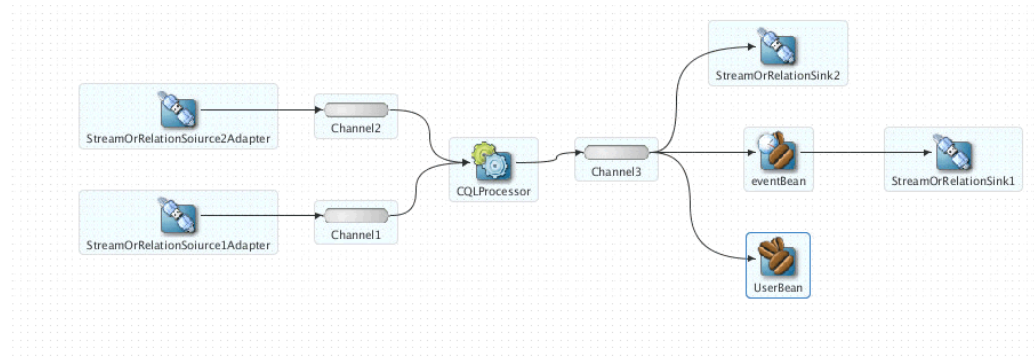 StreamOrRelationSink2
StreamOrRelationSoiurce2Adapter
Channel2
CQLProcessor
Channel3
eventBean
StreamOrRelationSink1
StreamOrRelationSoiurce1Adapter
Channel1
UserBean